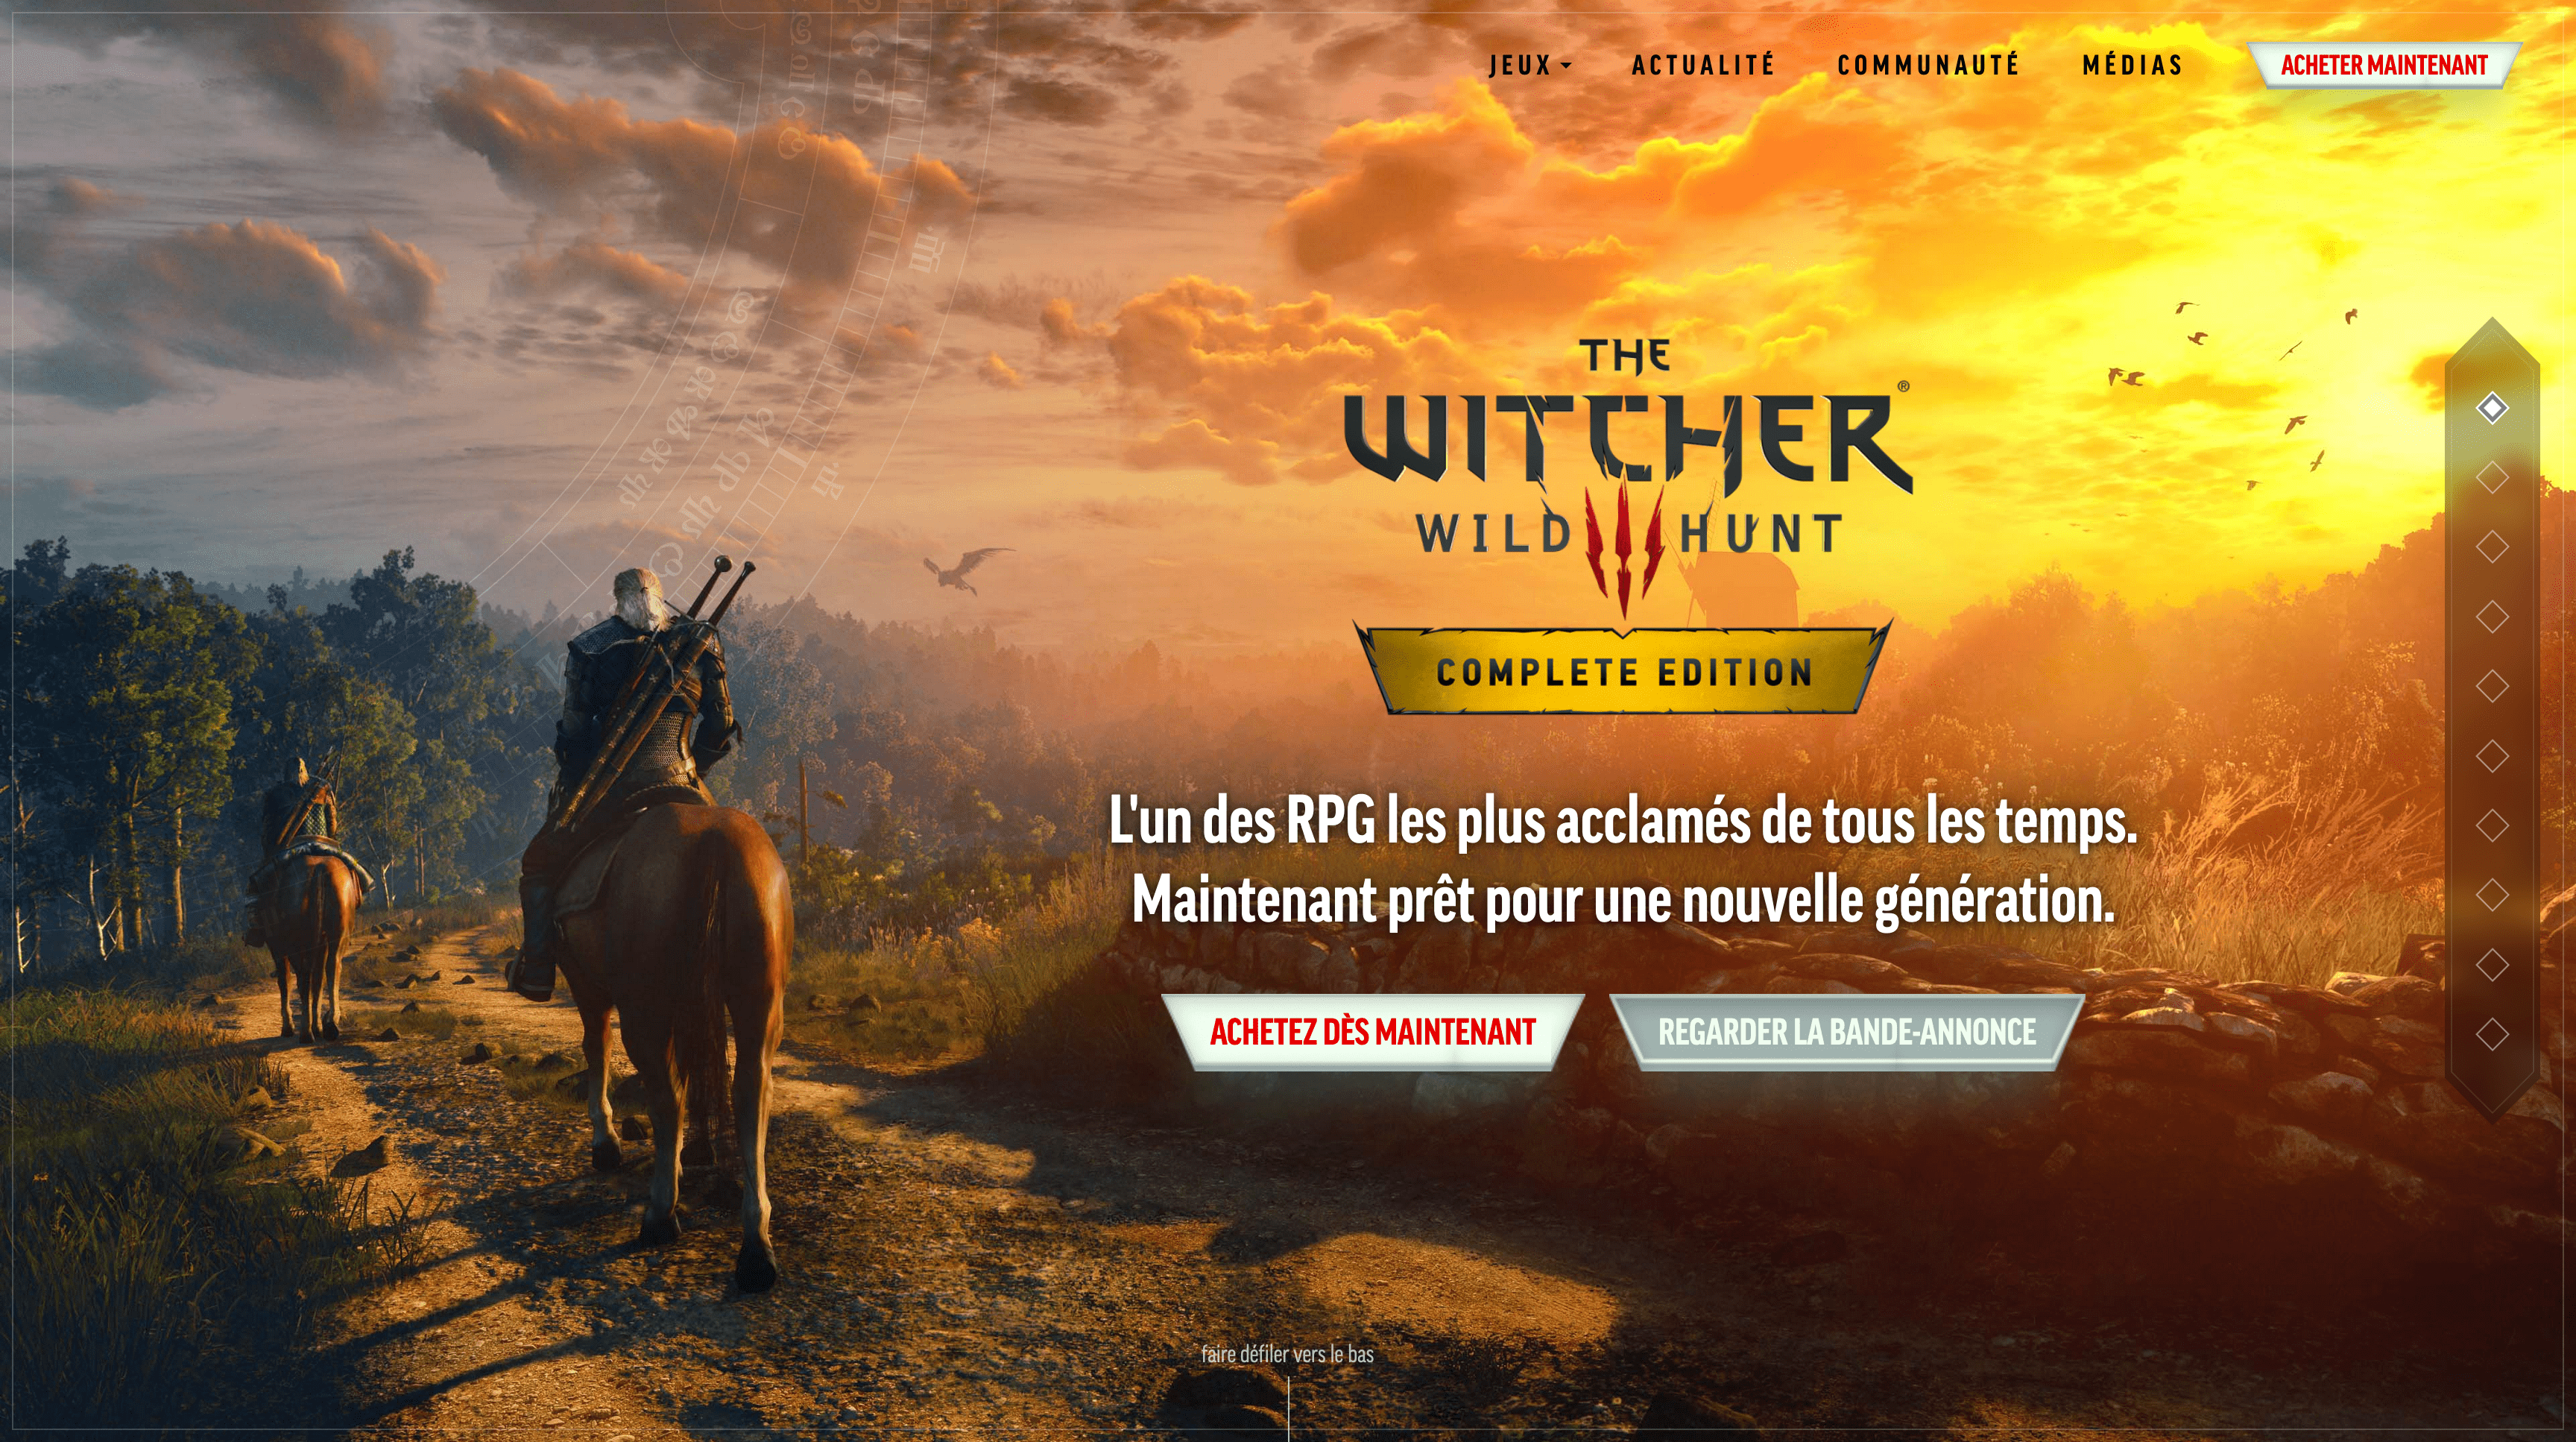 JEUX
ACTUALITÉ
COMMUNAUTÉ
MÉDIAS
ACHETER MAINTENANT
THE
WITCHER®
WILD HUNT
COMPLETE EDITION
L'un des RPG les plus acclamés de tous les temps.
Maintenant prêt pour une nouvelle génération.
ACHETEZ DÈS MAINTENANT
REGARDER LA BANDE-ANNONCE
faire défiler vers le bas